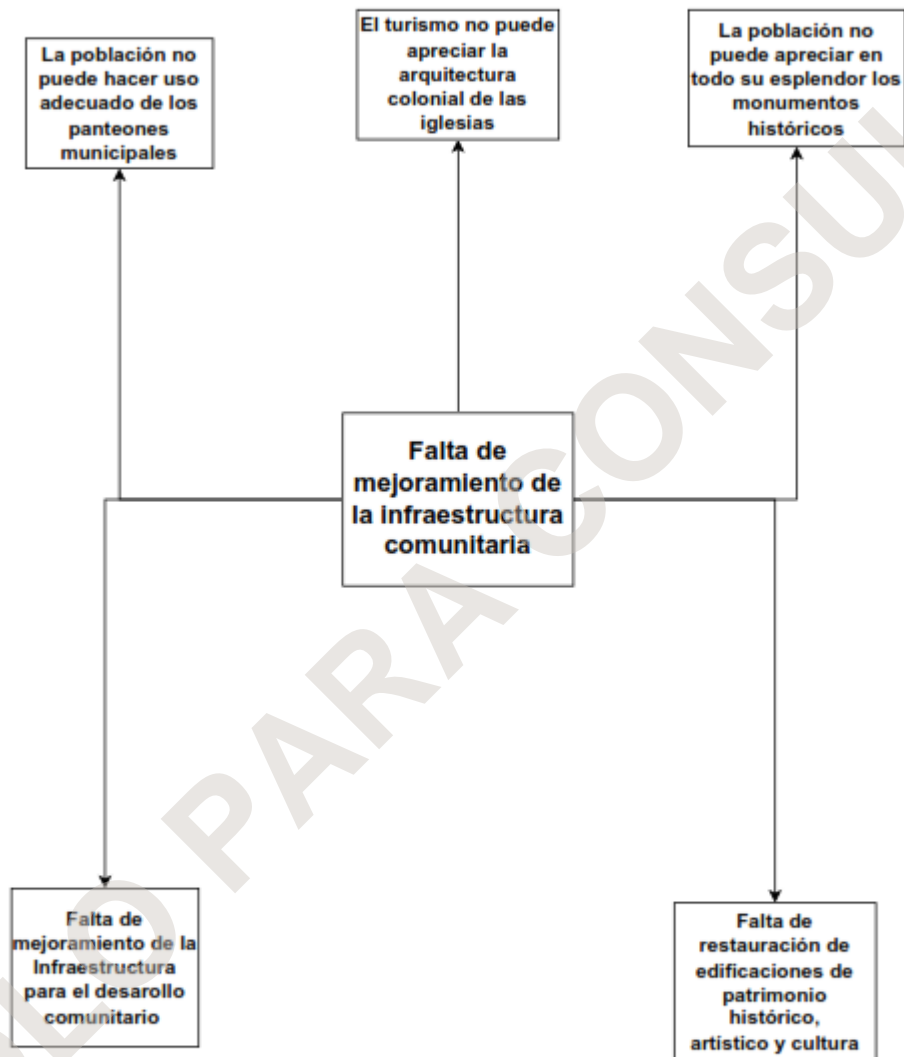 La población no
puede hacer uso
adecuado de los
panteones
municipales
El turismo no puede
apreciar la
arquitectura
colonial de las
iglesias
La población no
puede apreciar en
todo su esplendor los
monumentos
históricos
Falta de
mejoramiento de
la infraestructura
comunitaria
Falta de
mejoramiento de la
Infraestructura
para el desarollo
comunitario
Falta de
restauración de
edificaciones de
patrimonio
histórico,
artístico y cultura
LO PARA CONSU